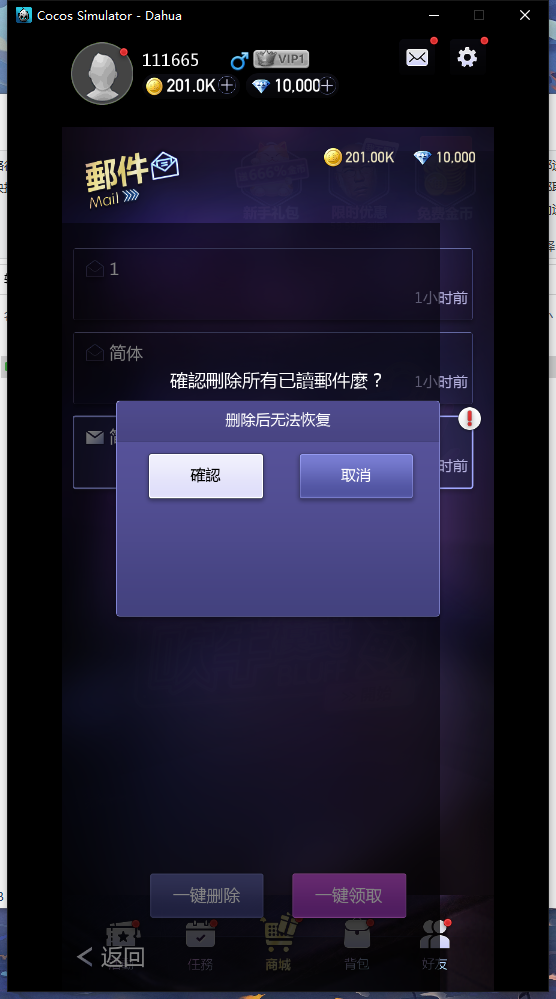 Cocos Simulator - Dahua
111665
VIP1
201.0K
10,000
郵件
Mail
201.00K
10,000
新手礼包
限时优惠
免费金币
1
1小时前
简体
1小时前
確認刪除所有已讀郵件麼？
删除后无法恢复
简
小时前
確認
取消
一键删除
一键领取
返回
任務
商城
背包
好友